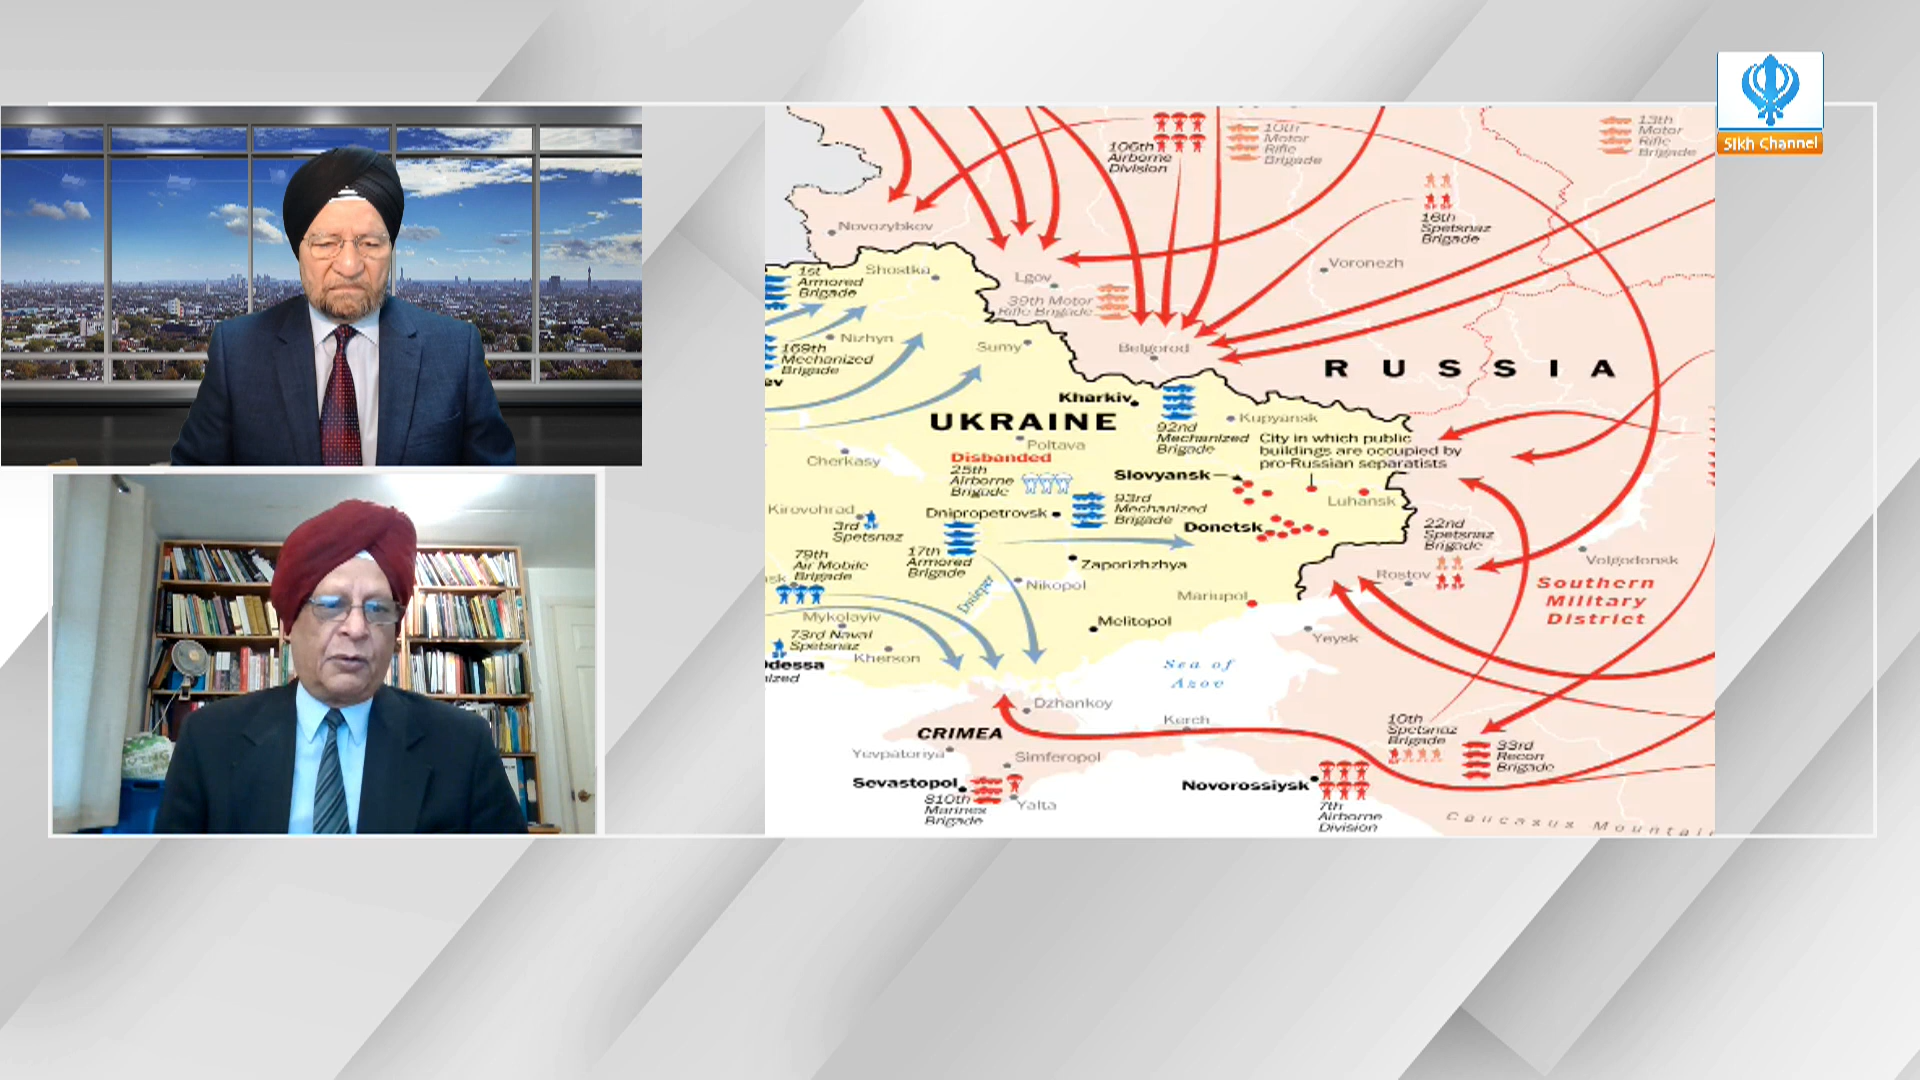 Sikh Channel
106th
Airborne
Division
10th
Motor
Rifle
Brigade
13th
Motor
Rifle
Brigade
16th
Spetsnaz
Brigade
Novozybkov
Voronezh
1st
Armored
Brigade
Shostka
Lgov
39th Motor
Rifle Brigade
Nizhyn
Sumy
Belgorod
169th
Mechanized
Brigade
ev
RUSSIA
Kharkiv
UKRAINE
92nd
Mechanized
Brigade
Kupyansk
City in which public
buildings are occupied by
pro-Russian separatists
Poltava
Cherkasy
Disbanded
25th
Airborne
Brigade
Slovyansk
Luhansk
93rd
Mechanized
Brigade
Kirovohrad
Dnipropetrovsk
Donetsk
3rd
Spetsnaz
22nd
Spetsnaz
Brigade
17th
Armored
Brigade
79th
Air Mobile
Brigade
Zaporizhzhya
Volgodonsk
sk
Dnieper
Nikopol
Rostov
Southern
Military
District
Mariupol
Mykolayiv
Melitopol
Yeysk
73rd Naval
Spetsnaz
Kherson
Odessa
ized
Sea of
Azov
Dzhankoy
Kerch
CRIMEA
10th
Spetsnaz
Brigade
33rd
Recon
Brigade
Yevpatoriya
Simferopol
Sevastopol
810th
Marines
Brigade
Yalta
Novorossiysk
7th
Airborne
Division
Caucasus Mountai